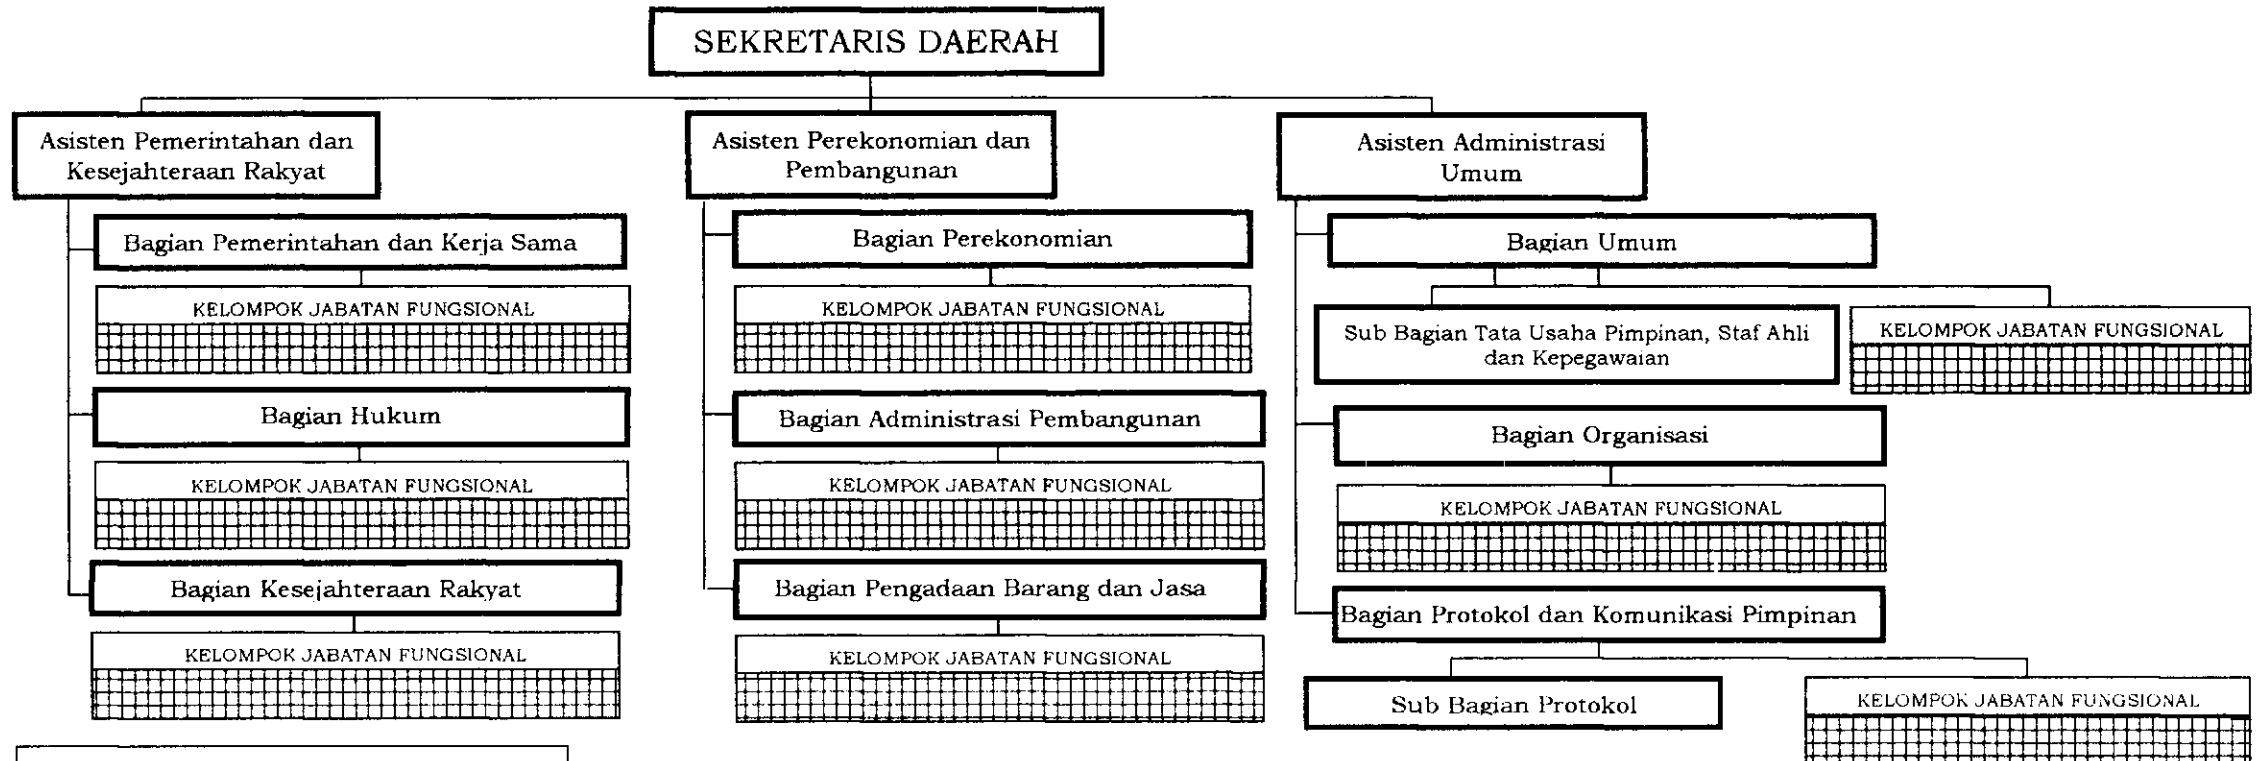 SEKRETARIS DAERAH
Asisten Pemerintahan dan
Kesejahteraan Rakyat
Bagian Pemerintahan dan Kerja Sama
KELOMPOK JABATAN FUNGSIONAL
Bagian Hukum
KELOMPOK JABATAN FUNGSIONAL
Bagian Kesejahteraan Rakyat
KELOMPOK JABATAN FUNGSIONAL
Asisten Perekonomian dan
Pembangunan
Bagian Perekonomian
KELOMPOK JABATAN FUNGSIONAL
Bagian Administrasi Pembangunan
KELOMPOK JABATAN FUNGSIONAL
Bagian Pengadaan Barang dan Jasa
KELOMPOK JABATAN FUNGSIONAL
Asisten Administrasi
Umum
Bagian Umum
Sub Bagian Tata Usaha Pimpinan, Staf Ahli
dan Kepegawaian
KELOMPOK JABATAN FUNGSIONAL
Bagian Organisasi
KELOMPOK JABATAN FUNGSIONAL
Bagian Protokol dan Komunikasi Pimpinan
Sub Bagian Protokol
KELOMPOK JABATAN FUNGSIONAL